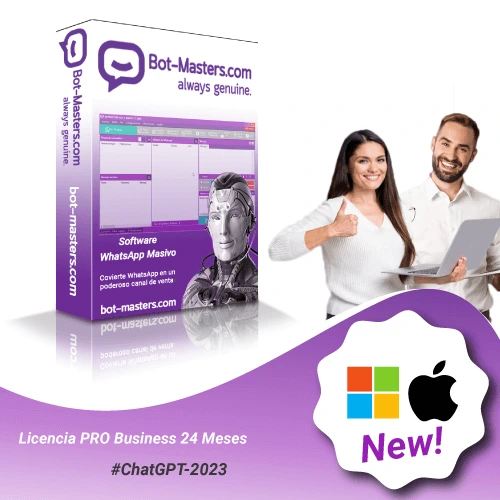 Bot-Masters.com
always genuine.
Bot-Masters.com
always genuine.
bot-masters.com
Software
WhatsApp Masivo
Covierte WhatsApp en un
poderoso canal de venta
bot-masters.com
Licencia PRO Business 24 Meses
#ChatGPT-2023
New!